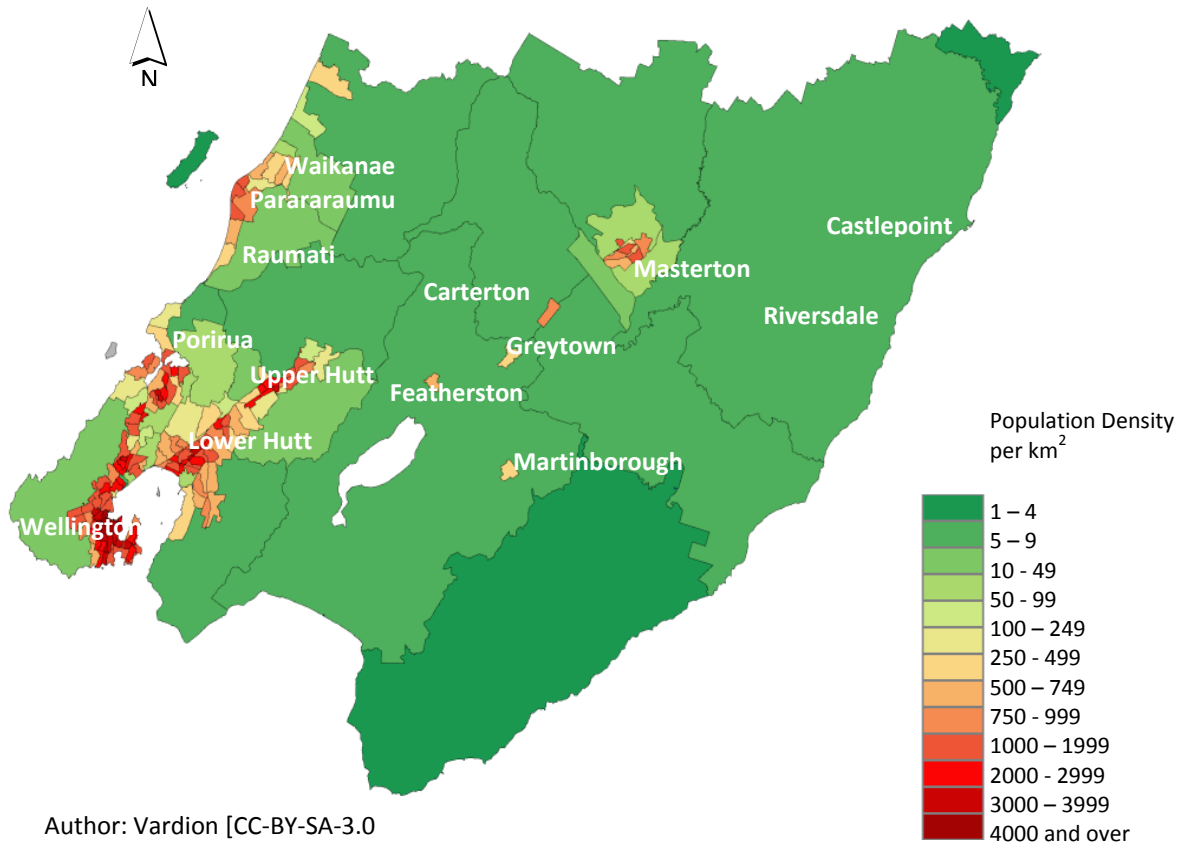 N
Waikanae
Parararaumu
Castlepoint
Raumati
Masterton
Carterton
Riversdale
Porirua
Greytown
Upper Hutt
Featherston
Lower Hutt
Martinborough
Wellington
Population Density
per km²
1 – 4
5 – 9
10 - 49
50 - 99
100 – 249
250 - 499
500 – 749
750 - 999
1000 – 1999
2000 - 2999
3000 – 3999
4000 and over
Author: Vardion [CC-BY-SA-3.0